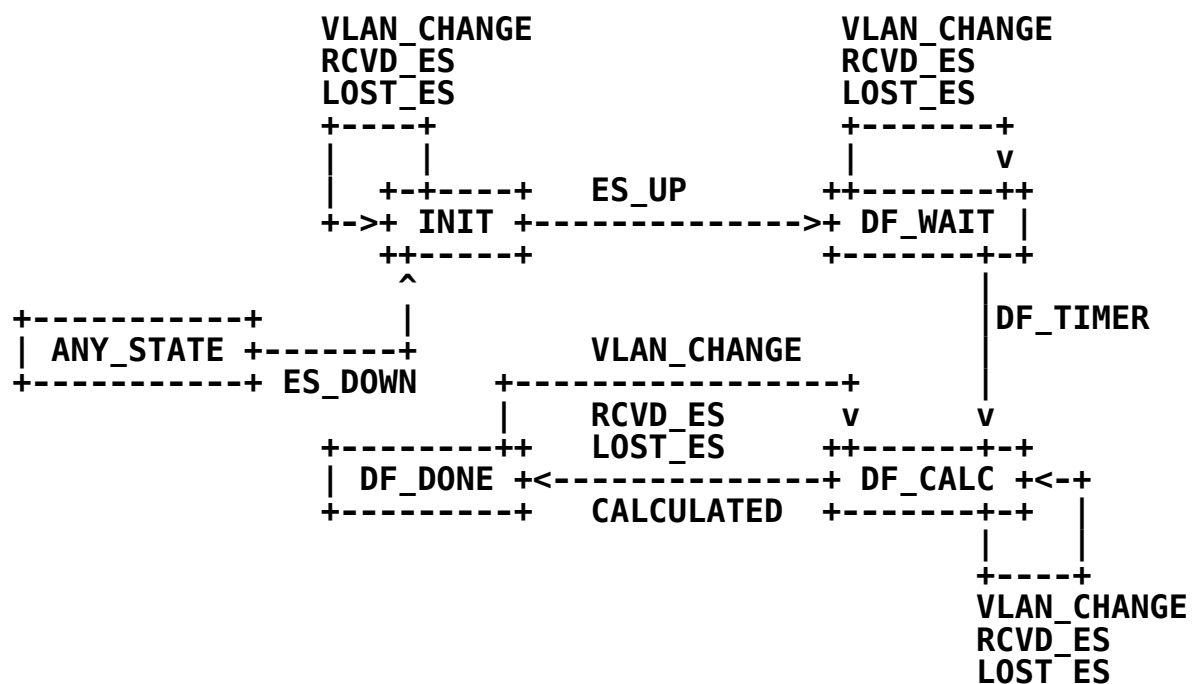 VLAN_CHANGE VLAN_CHANGE
RCVD_ES RCVD_ES
LOST_ES LOST_ES
ES_UP
INIT DF_WAIT
DF_TIMER
ANY_STATE VLAN_CHANGE
ES_DOWN
RCVD_ES
LOST_ES
DF_DONE DF_CALC
CALCULATED
VLAN_CHANGE
RCVD_ES
LOST_ES